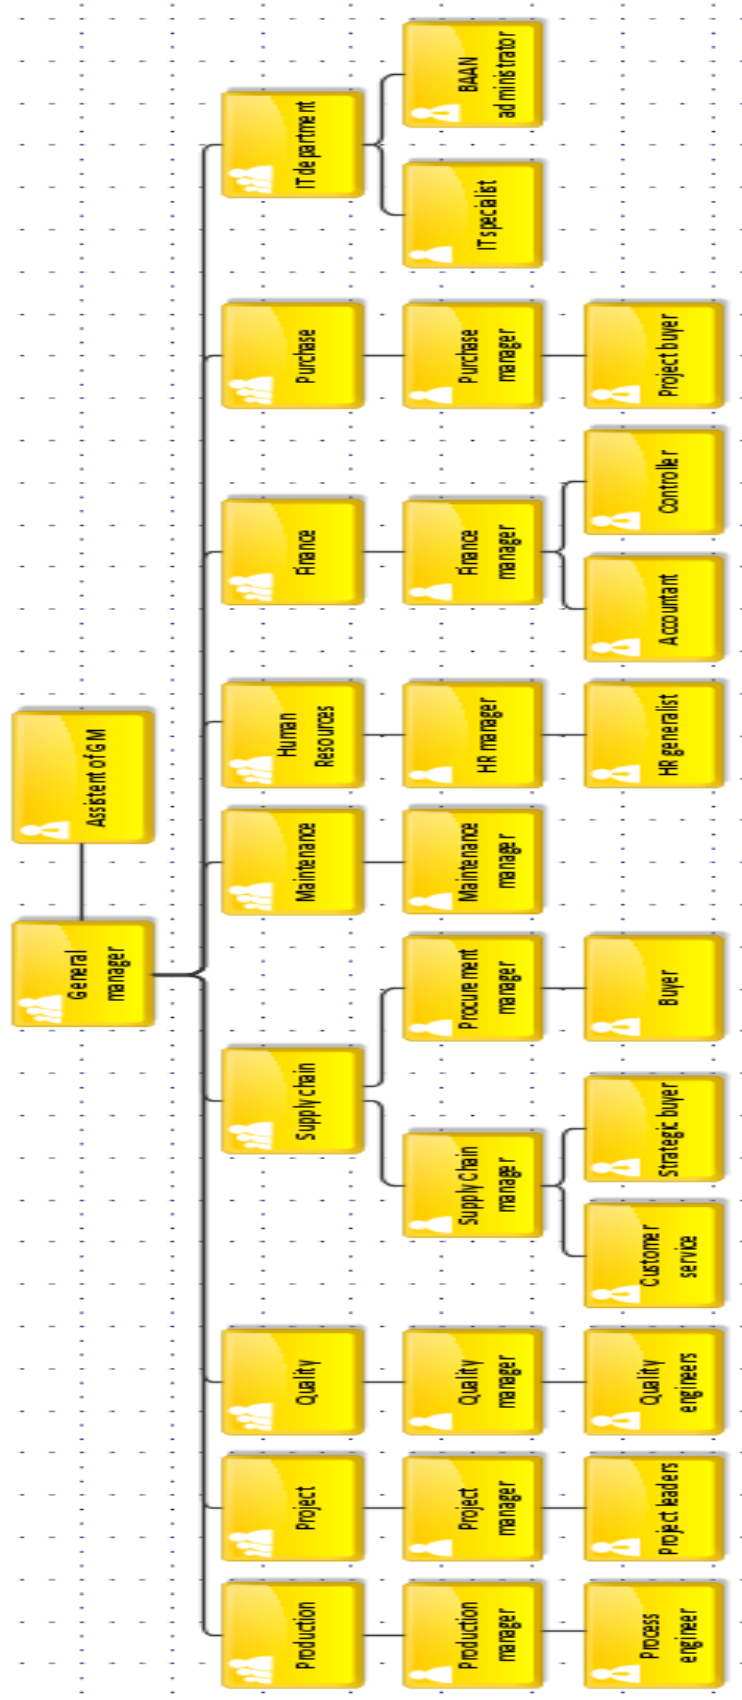 General
manager
Assistent of GM
Production
Project
Quality
Supply chain
Maintenance
Human
Resources
Finance
Purchase
IT department
Production
manager
Project
manager
Quality
manager
Supply Chain
manager
Procurement
manager
Maintenance
manager
HR manager
Finance
manager
Purchase
manager
IT specialist
BAAN
administrator
Process
engineer
Project leaders
Quality
engineers
Customer
service
Strategic buyer
Buyer
HR generalist
Accountant
Controller
Project buyer